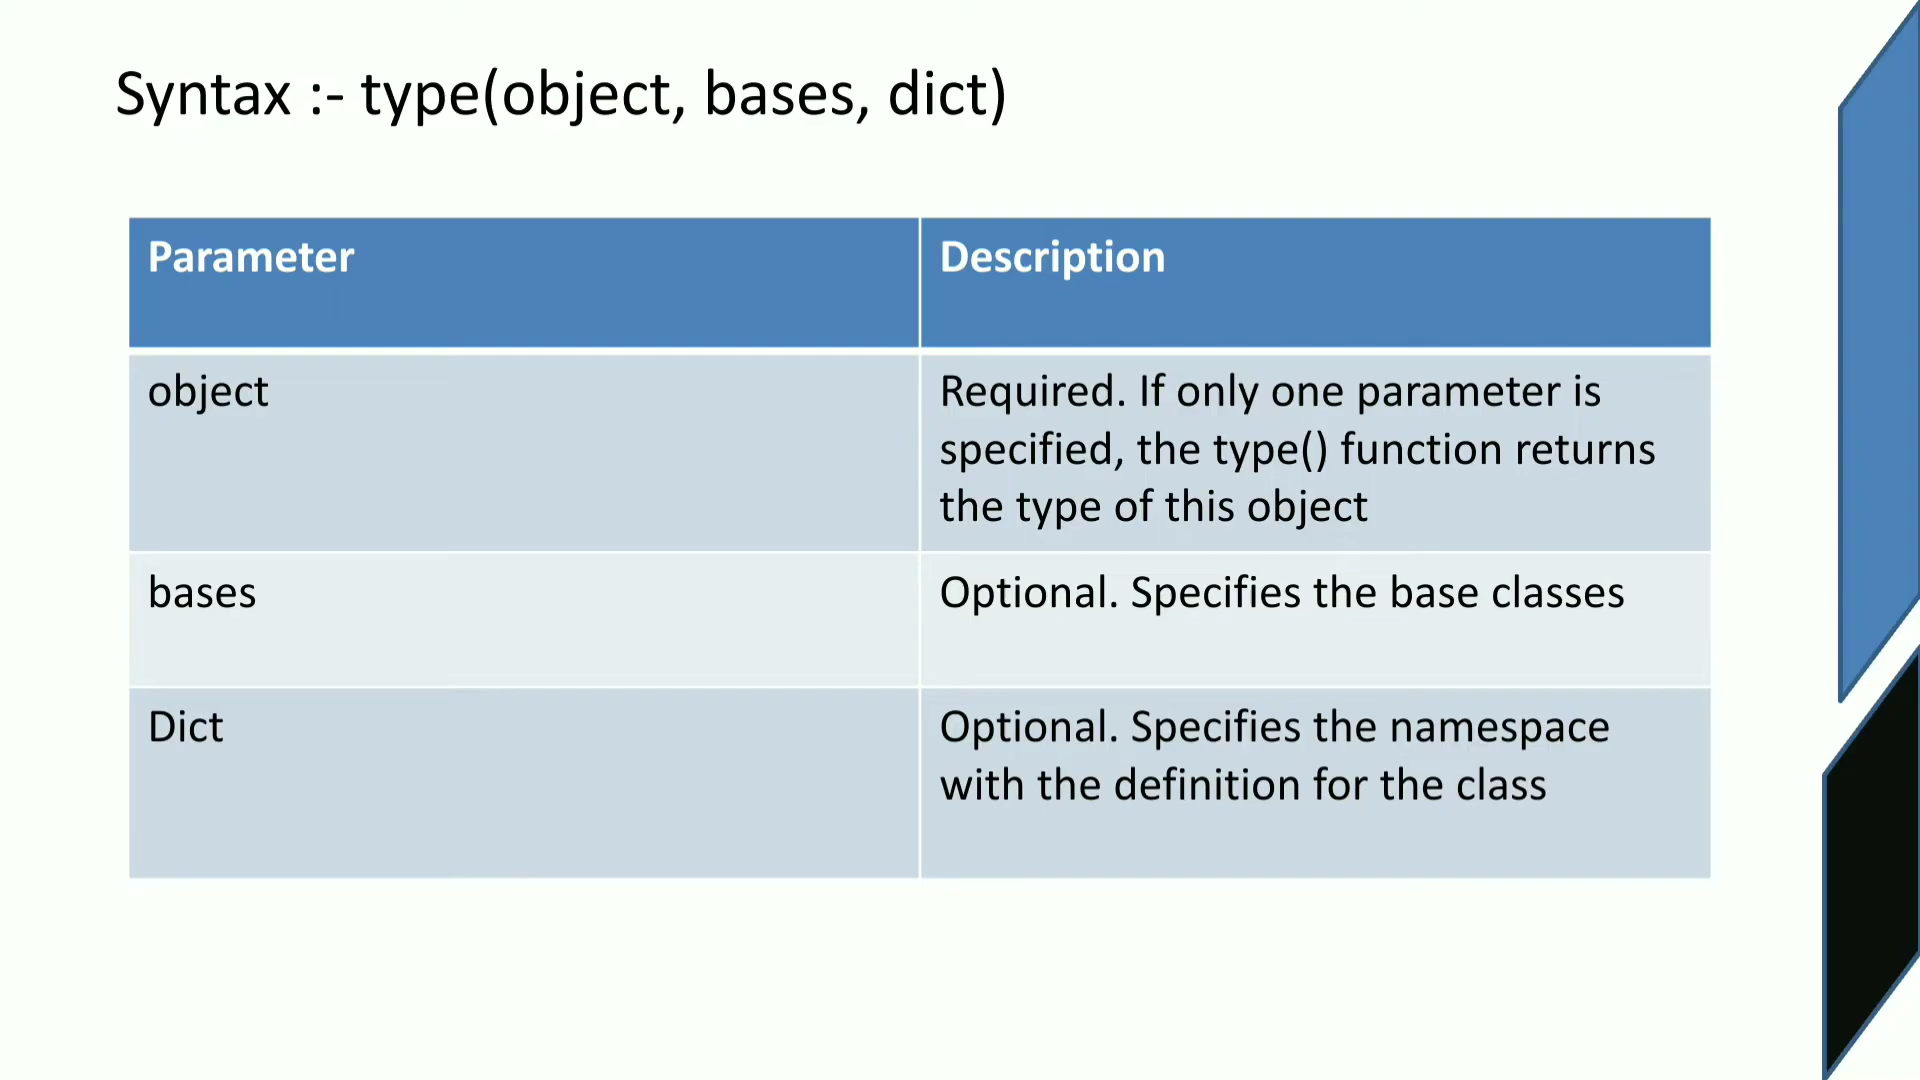 Syntax :- type(object, bases, dict)
Parameter
Description
object
Required. If only one parameter is
specified, the type() function returns
the type of this object
bases
Optional. Specifies the base classes
Dict
Optional. Specifies the namespace
with the definition for the class